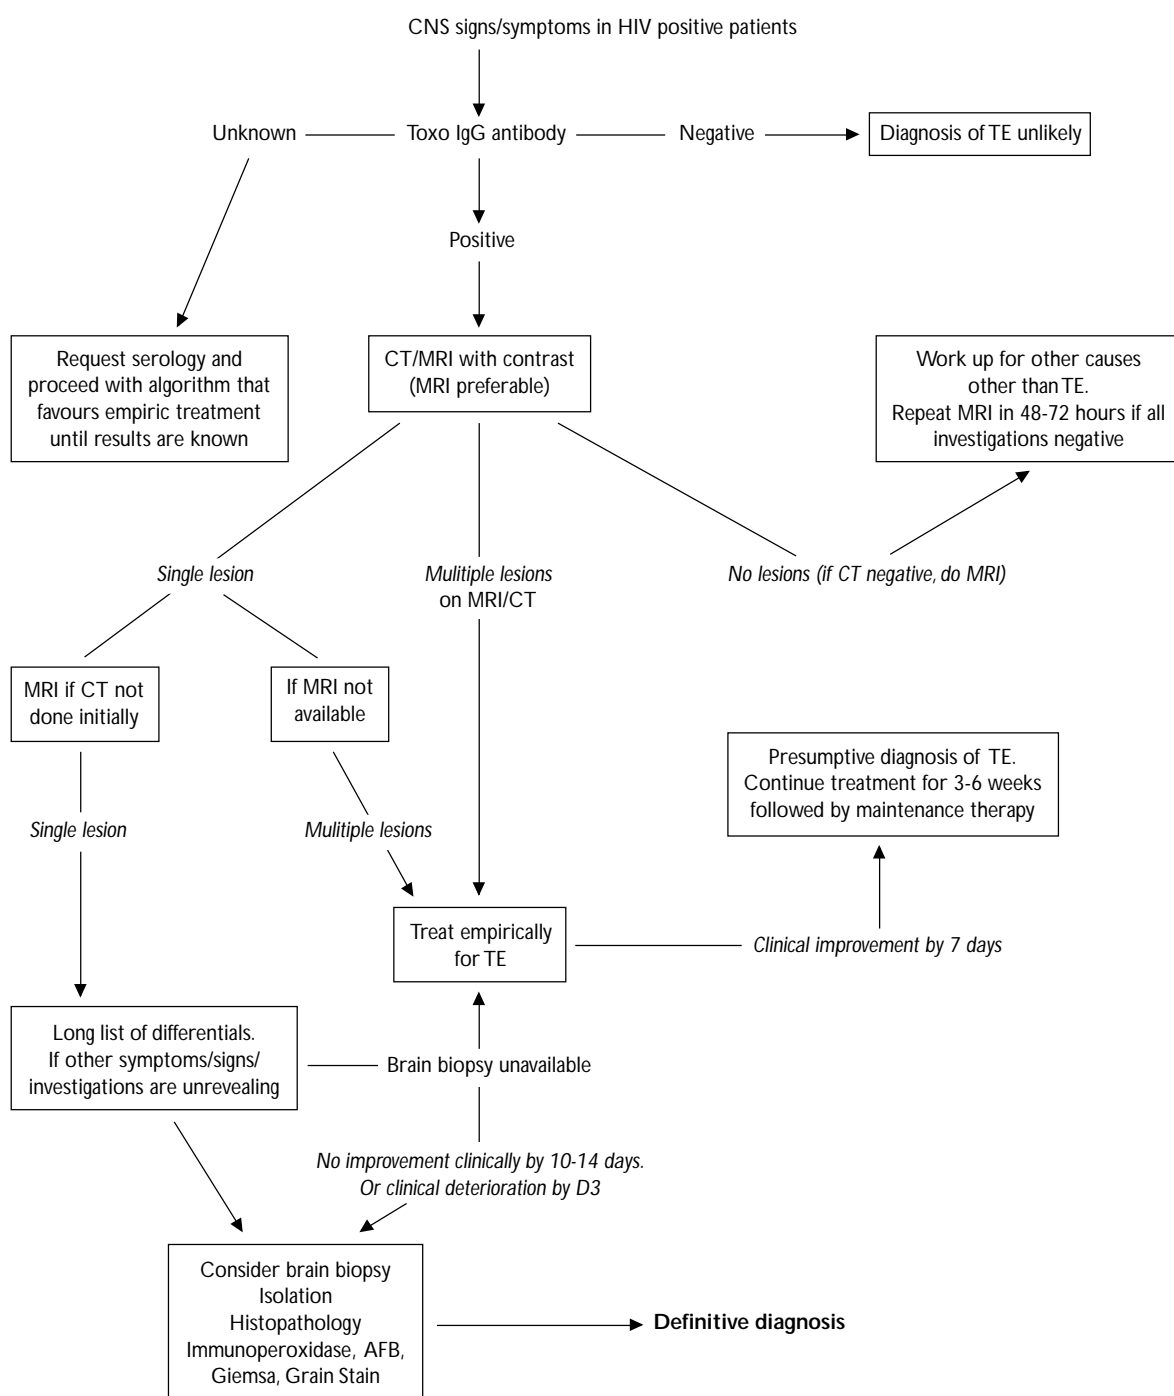 CNS signs/symptoms in HIV positive patients
Unknown
Toxo IgG antibody
Negative
Diagnosis of TE unlikely
Positive
Request serology and
proceed with algorithm that
favours empiric treatment
until results are known
CT/MRI with contrast
(MRI preferable)
Work up for other causes
other than TE.
Repeat MRI in 48-72 hours if all
investigations negative
Single lesion
Mulitiple lesions
on MRI/CT
No lesions (if CT negative, do MRI)
MRI if CT not
done initially
If MRI not
available
Presumptive diagnosis of TE.
Continue treatment for 3-6 weeks
followed by maintenance therapy
Single lesion
Mulitiple lesions
Treat empirically
for TE
Clinical improvement by 7 days
Long list of differentials.
If other symptoms/signs/
investigations are unrevealing
Brain biopsy unavailable
No improvement clinically by 10-14 days.
Or clinical deterioration by D3
Consider brain biopsy
Isolation
Histopathology
Immunoperoxidase, AFB,
Giemsa, Grain Stain
Definitive diagnosis